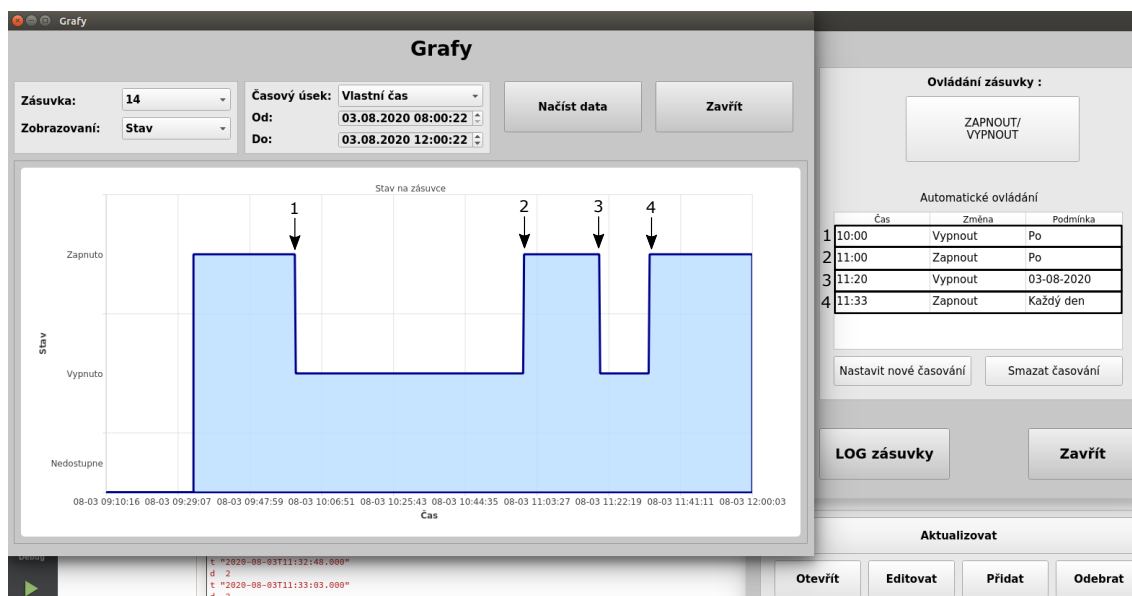 Grafy
Grafy
Zásuvka: 14
Zobrazovaní: Stav
Časový úsek: Vlastní čas
Od: 03.08.2020 08:00:22
Do: 03.08.2020 12:00:22
Načíst data
Zavřít
Stav na zásuvce
1 2 3 4
Zapnuto
Vypnuto
Nedostupne
Stav
08-03 09:10:16 08-03 09:29:07 08-03 09:47:59 08-03 10:06:51 08-03 10:25:43 08-03 10:44:35 08-03 11:03:27 08-03 11:22:19 08-03 11:41:11 08-03 12:00:03
Čas
Ovládání zásuvky :
ZAPNOUT/
VYPNOUT
Automatické ovládání
Čas Změna Podmínka
1 10:00 Vypnout Po
2 11:00 Zapnout Po
3 11:20 Vypnout 03-08-2020
4 11:33 Zapnout Každý den
Nastavit nové časování
Smazat časování
LOG zásuvky
Zavřít
Aktualizovat
Otevřít
Editovat
Přidat
Odebrat
Debug
t "2020-08-03T11:32:48.000"
d 2
t "2020-08-03T11:33:03.000"